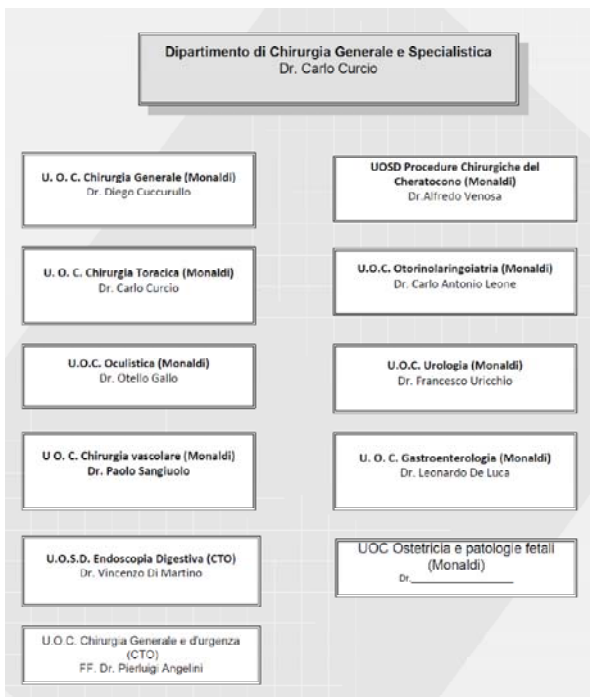 Dipartimento di Chirurgia Generale e Specialistica
Dr. Carlo Curcio
U. O. C. Chirurgia Generale (Monaldi)
Dr. Diego Cuccurullo
UOSD Procedure Chirurgiche del
Cheratocono (Monaldi)
Dr.Alfredo Venosa
U. O. C. Chirurgia Toracica (Monaldi)
Dr. Carlo Curcio
U.O.C. Otorinolaringoiatria (Monaldi)
Dr. Carlo Antonio Leone
U.O.C. Oculistica (Monaldi)
Dr. Otello Gallo
U.O.C. Urologia (Monaldi)
Dr. Francesco Uricchio
U O. C. Chirurgia vascolare (Monaldi)
Dr. Paolo Sangiuolo
U. O. C. Gastroenterologia (Monaldi)
Dr. Leonardo De Luca
U.O.S.D. Endoscopia Digestiva (CTO)
Dr. Vincenzo Di Martino
UOC Ostetricia e patologie fetali
(Monaldi)
Dr.____________________
U.O.C. Chirurgia Generale e d'urgenza
(CTO)
FF. Dr. Pierluigi Angelini